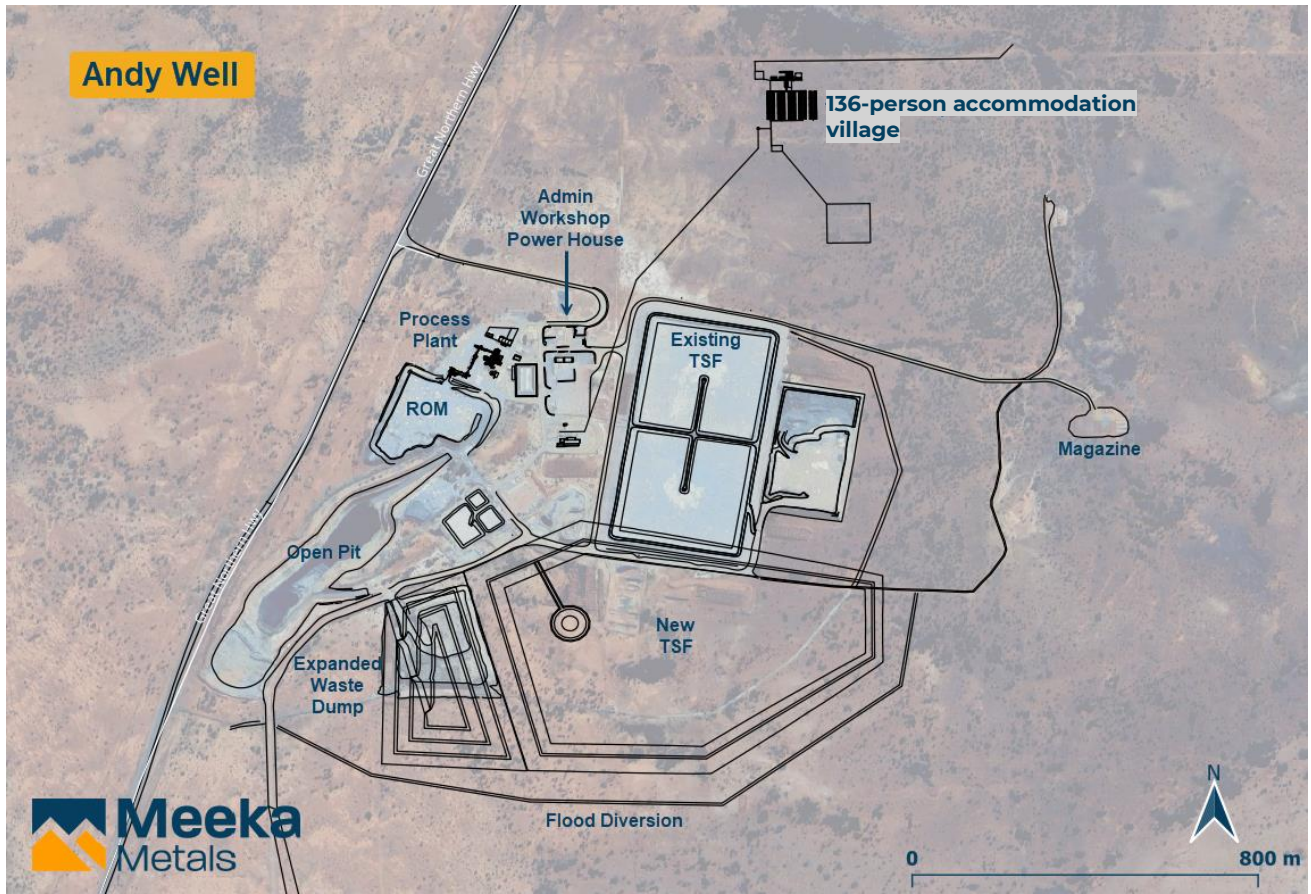 Andy Well
Great Northern Hwy
136-person accommodation
village
Admin
Workshop
Power House
Process
Plant
Existing
TSF
ROM
Magazine
Open Pit
Great Northern Hwy
New
TSF
Expanded
Waste
Dump
Flood Diversion
N
Meeka
Metals
0
800 m